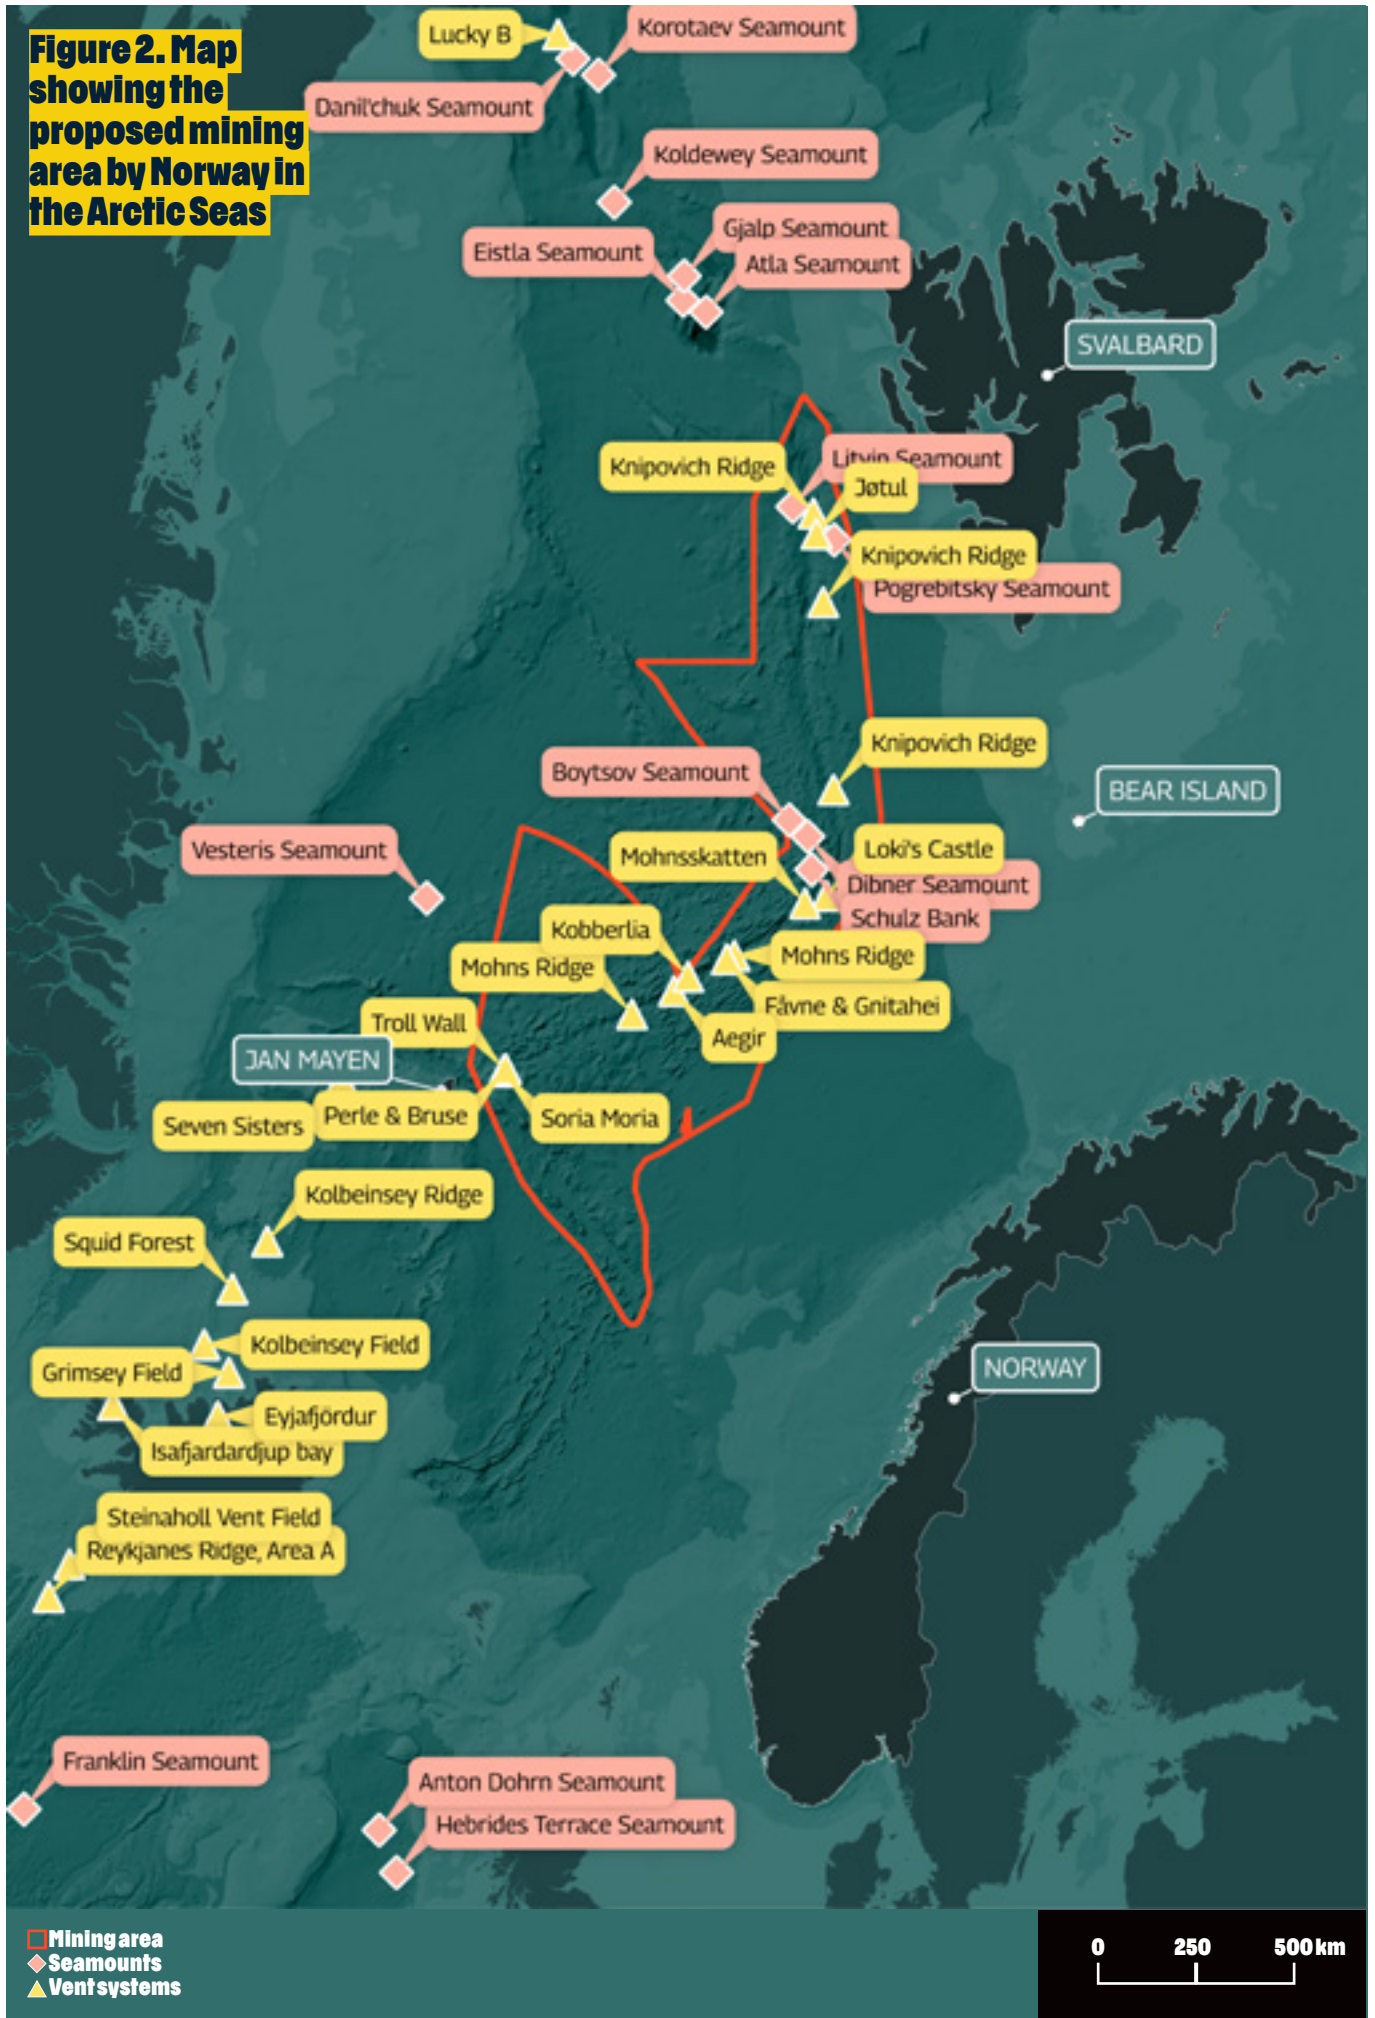 Figure 2. Map
showing the
proposed mining
area by Norway in
the Arctic Seas
Lucky B
Korotaev Seamount
Danil'chuk Seamount
Koldewey Seamount
Gjalp Seamount
Eistla Seamount
Atla Seamount
SVALBARD
Litvin Seamount
Knipovich Ridge
Jøtul
Knipovich Ridge
Pogrebitsky Seamount
Knipovich Ridge
Boytsov Seamount
BEAR ISLAND
Vesteris Seamount
Mohnsskatten
Loki's Castle
Dibner Seamount
Schulz Bank
Kobberlia
Mohns Ridge
Mohns Ridge
Fåvne & Gnitahei
Troll Wall
Aegir
JAN MAYEN
Perle & Bruse
Soria Moria
Seven Sisters
Kolbeinsey Ridge
Squid Forest
Kolbeinsey Field
Grimsey Field
NORWAY
Eyjafjördur
Isafjardardjup bay
Steinaholl Vent Field
Reykjanes Ridge, Area A
Franklin Seamount
Anton Dohrn Seamount
Hebrides Terrace Seamount
Mining area
Seamounts
Vent systems
0 250 500 km